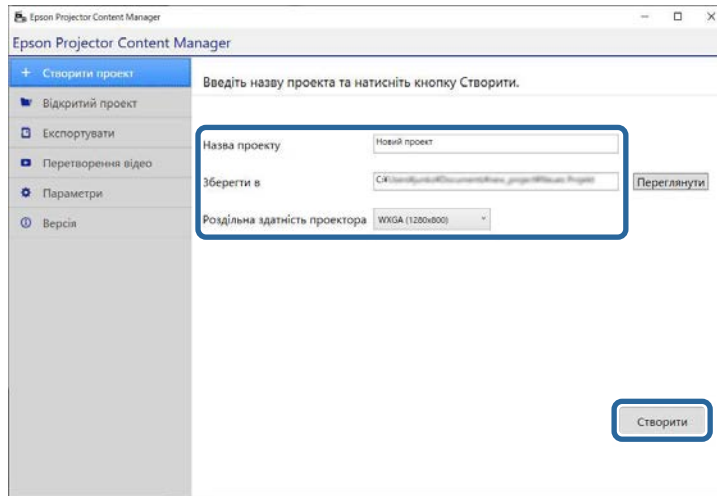 Epson Projector Content Manager
Epson Projector Content Manager
+ Створити проект
Відкритий проект
Експортувати
Перетворення відео
Параметри
Версія
Введіть назву проекта та натисніть кнопку Створити.
Назва проекту Новий проект
Зберегти в Переглянути
Роздільна здатність проектора WXGA (1280x800)
Створити